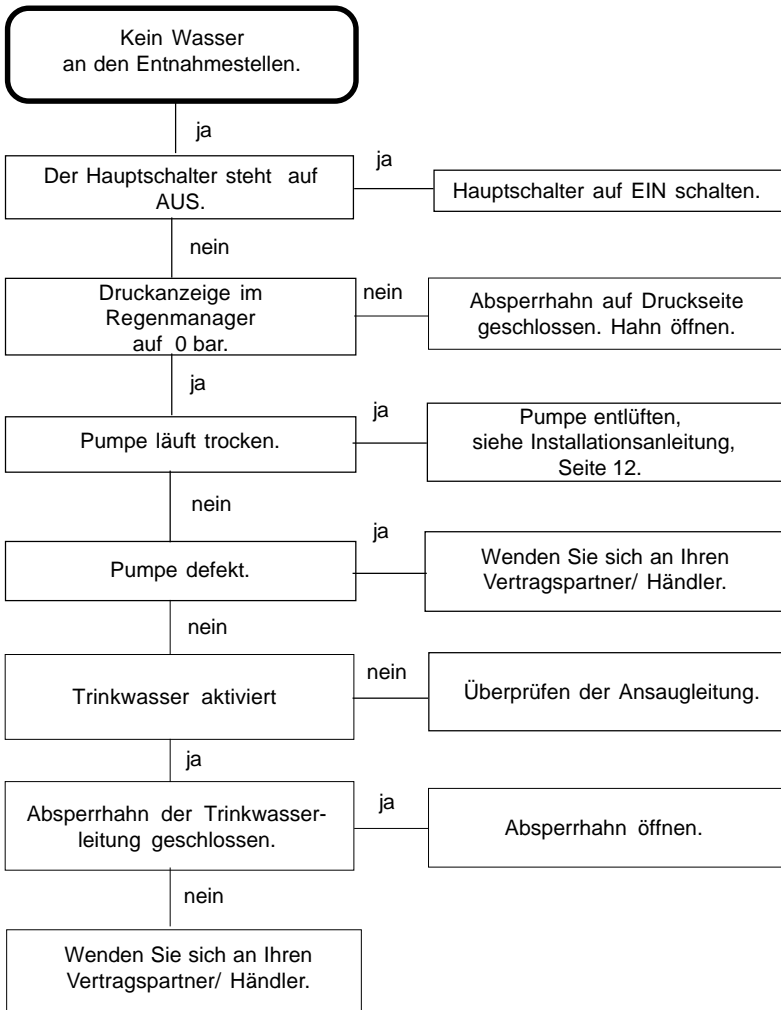 Kein Wasser
an den Entnahmestellen.
ja
Der Hauptschalter steht auf
AUS.
ja
Hauptschalter auf EIN schalten.
nein
Druckanzeige im
Regenmanager
auf 0 bar.
nein
Absperrhahn auf Druckseite
geschlossen. Hahn öffnen.
ja
Pumpe läuft trocken.
ja
Pumpe entlüften,
siehe Installationsanleitung,
Seite 12.
nein
Pumpe defekt.
ja
Wenden Sie sich an Ihren
Vertragspartner/ Händler.
nein
Trinkwasser aktiviert
nein
Überprüfen der Ansaugleitung.
ja
Absperrhahn der Trinkwasser-
leitung geschlossen.
ja
Absperrhahn öffnen.
nein
Wenden Sie sich an Ihren
Vertragspartner/ Händler.